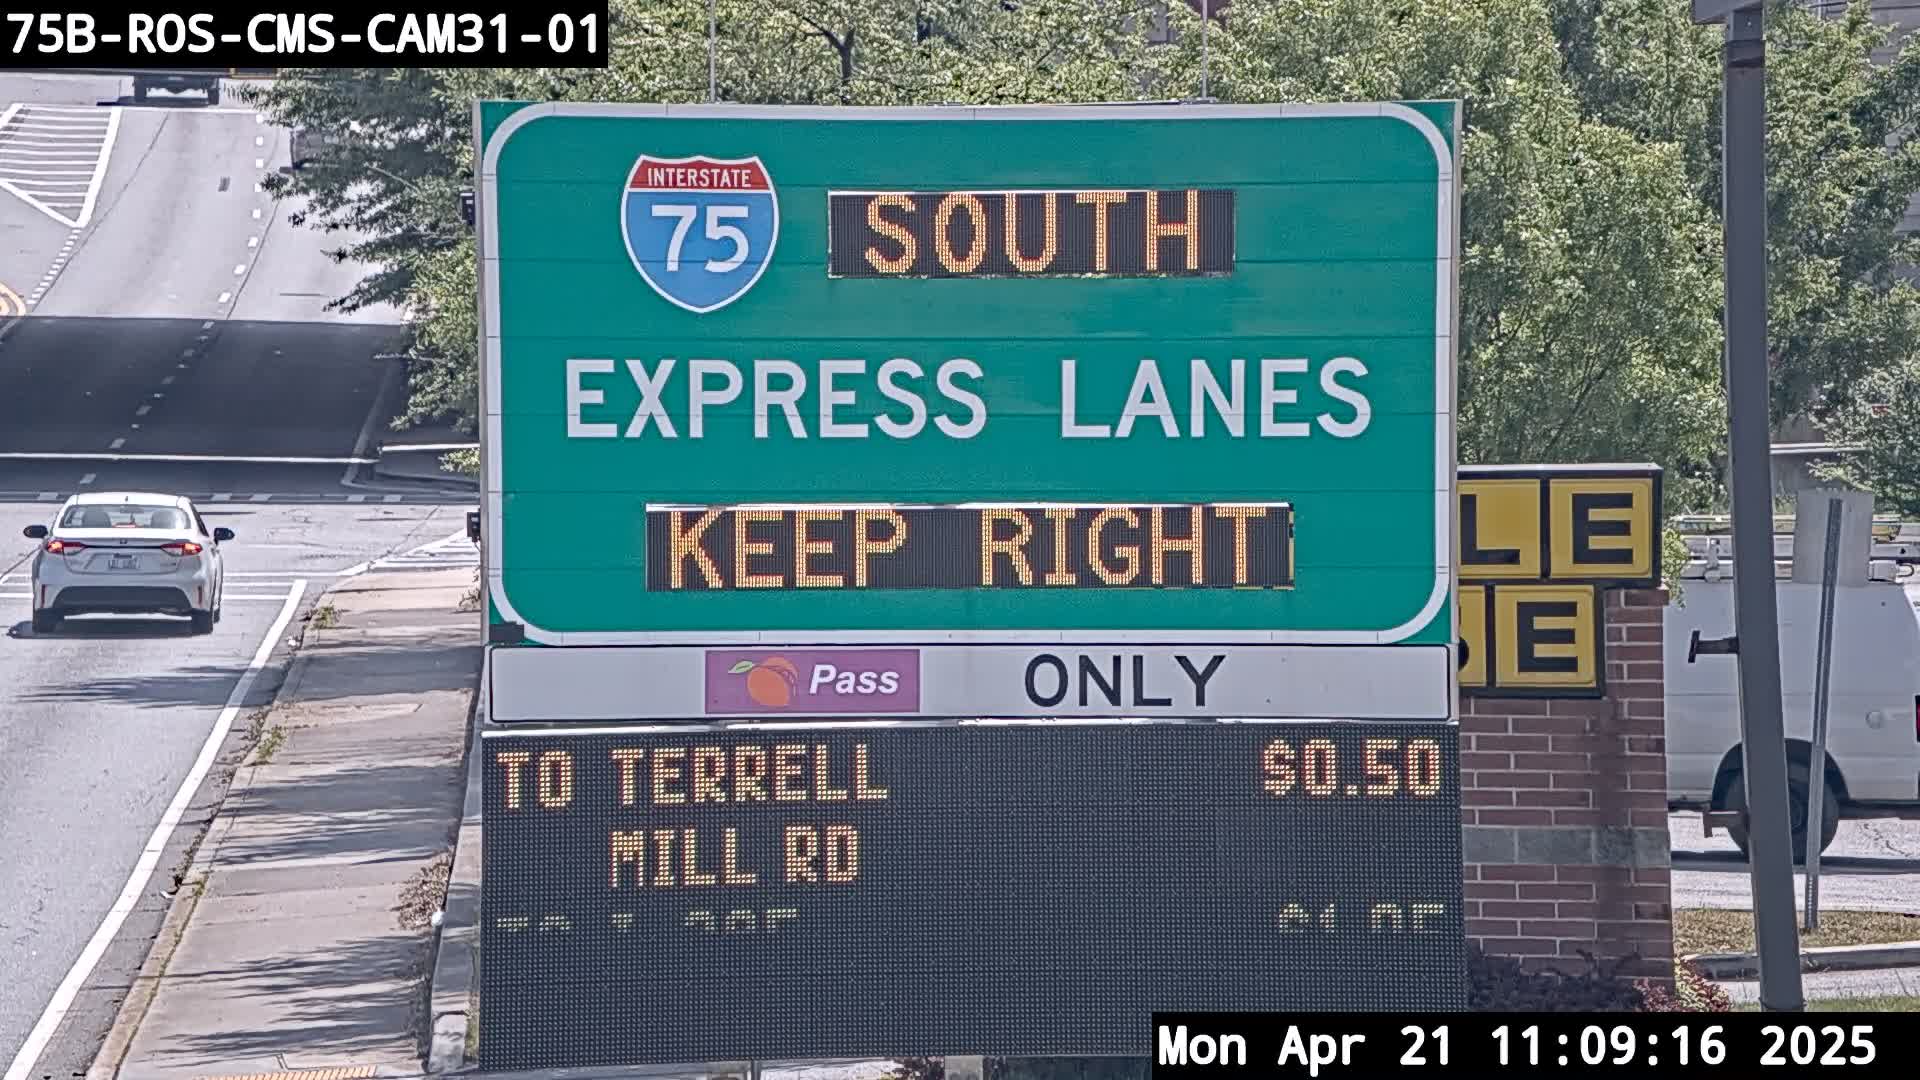 75B-ROS-CMS-CAM31-01
INTERSTATE
75
SOUTH
EXPRESS LANES
KEEP RIGHT
Pass ONLY
TO TERRELL $0.50
MILL RD
LE
E
Mon Apr 21 11:09:16 2025